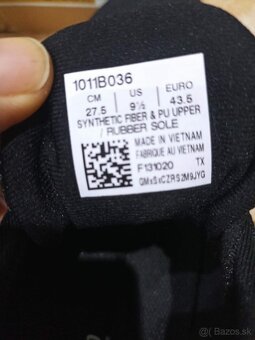 1011B036
CM US EURO
27.5 9½ 43.5
SYNTHETIC FIBER & PU UPPER
/ RUBBER SOLE
MADE IN VIETNAM
FABRIQUE AU VIETNAM
F131020 TX
bazos.sk